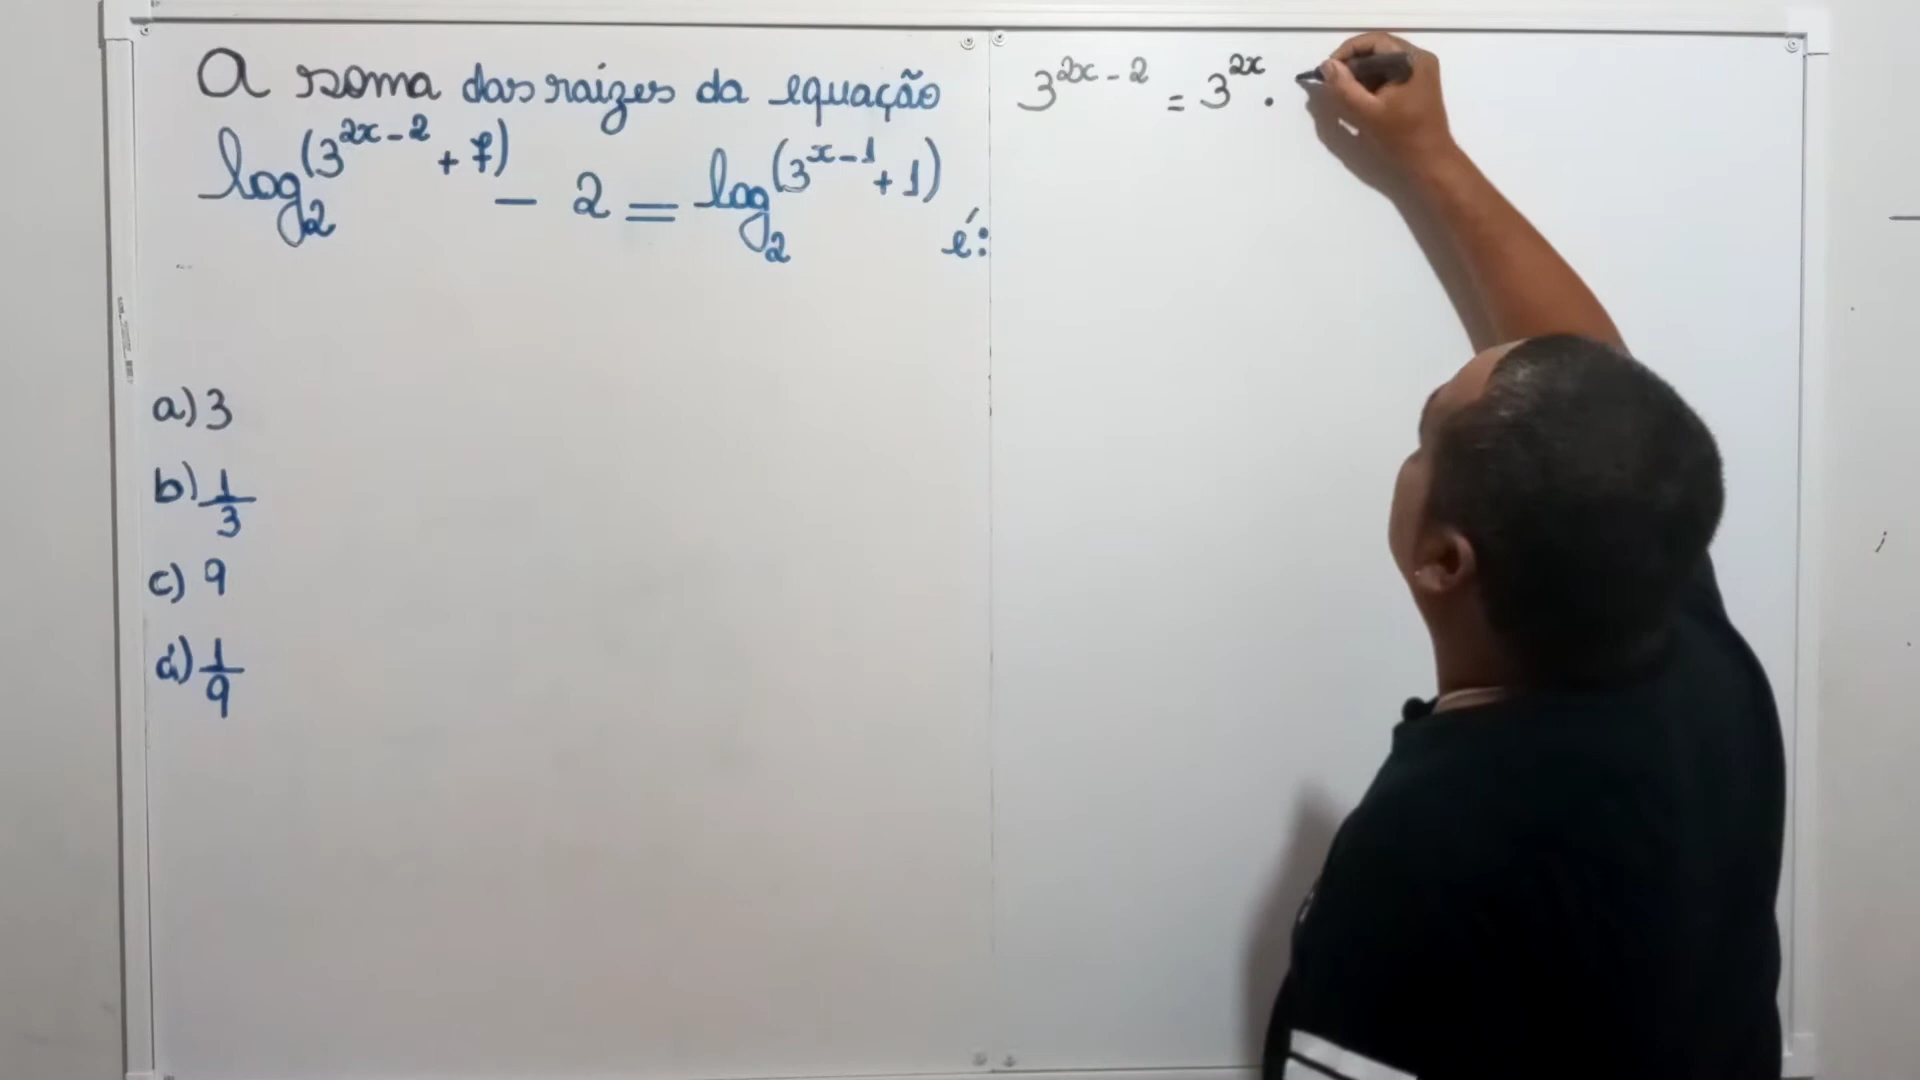 A soma das raízes da equação
log₂(3^(2x-2) + 7) - 2 = log₂(3^(x-1) + 1) é:
a) 3
b) 1/3
c) 9
d) 1/9
3^(2x-2) = 3^(2x) .